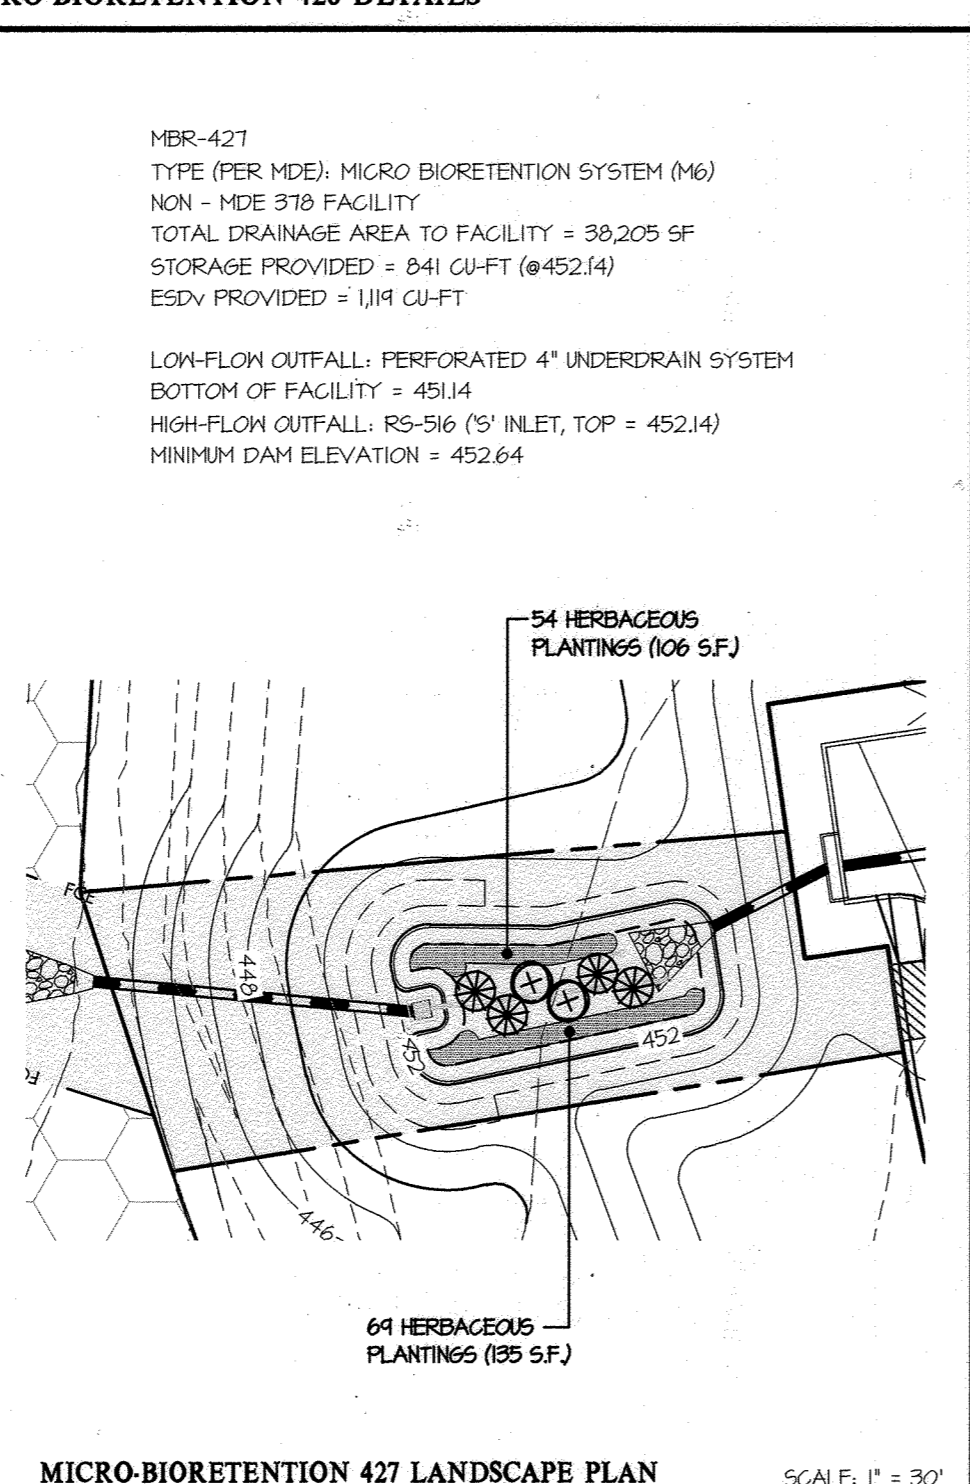 MBR-427
TYPE (PER MDE): MICRO BIORETENTION SYSTEM (M6)
NON - MDE 378 FACILITY
TOTAL DRAINAGE AREA TO FACILITY = 38,205 SF
STORAGE PROVIDED = 841 CU-FT (@452.14)
ESDv PROVIDED = 1,119 CU-FT
LOW-FLOW OUTFALL: PERFORATED 4" UNDERDRAIN SYSTEM
BOTTOM OF FACILITY = 451.14
HIGH-FLOW OUTFALL: RS-516 ('S' INLET, TOP = 452.14)
MINIMUM DAM ELEVATION = 452.64
54 HERBACEOUS
PLANTINGS (106 S.F.)
FCE
448
452
452
446
69 HERBACEOUS
PLANTINGS (135 S.F.)
MICRO-BIORETENTION 427 LANDSCAPE PLAN
SCALE: 1" = 30'